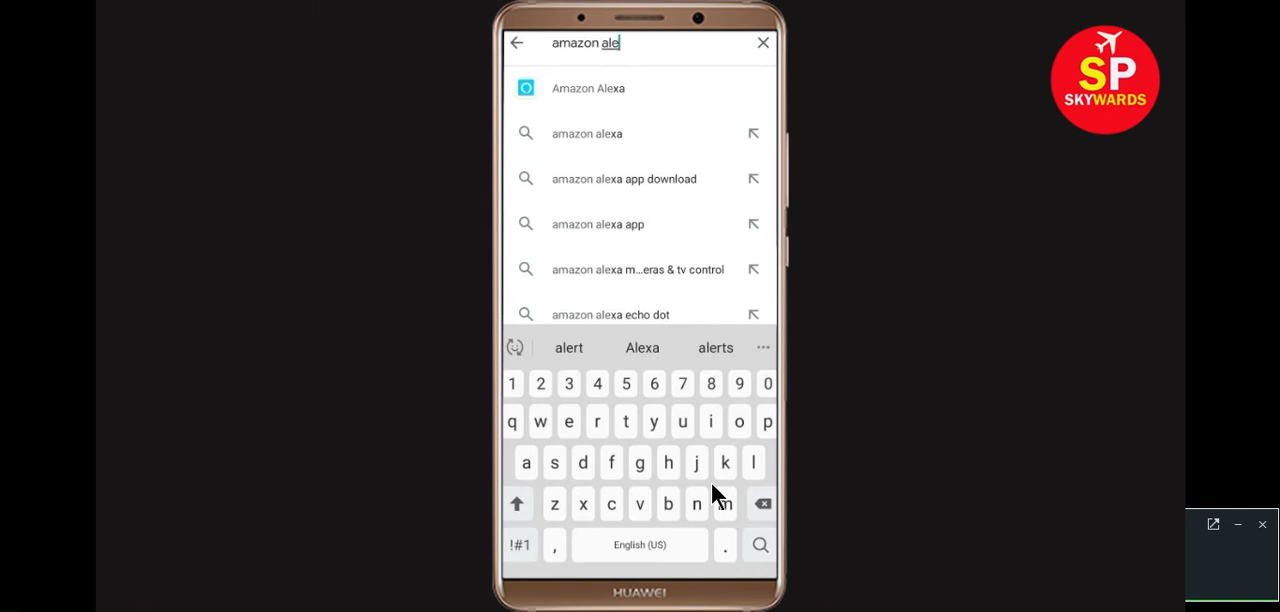 amazon ale
Amazon Alexa
amazon alexa
amazon alexa app download
amazon alexa app
amazon alexa m...eras & tv control
amazon alexa echo dot
alert Alexa alerts
1 2 3 4 5 6 7 8 9 0
q w e r t y u i o p
a s d f g h j k l
z x c v b n m
!#1 , English (US) .
HUAWEI
SP
SKYWARDS